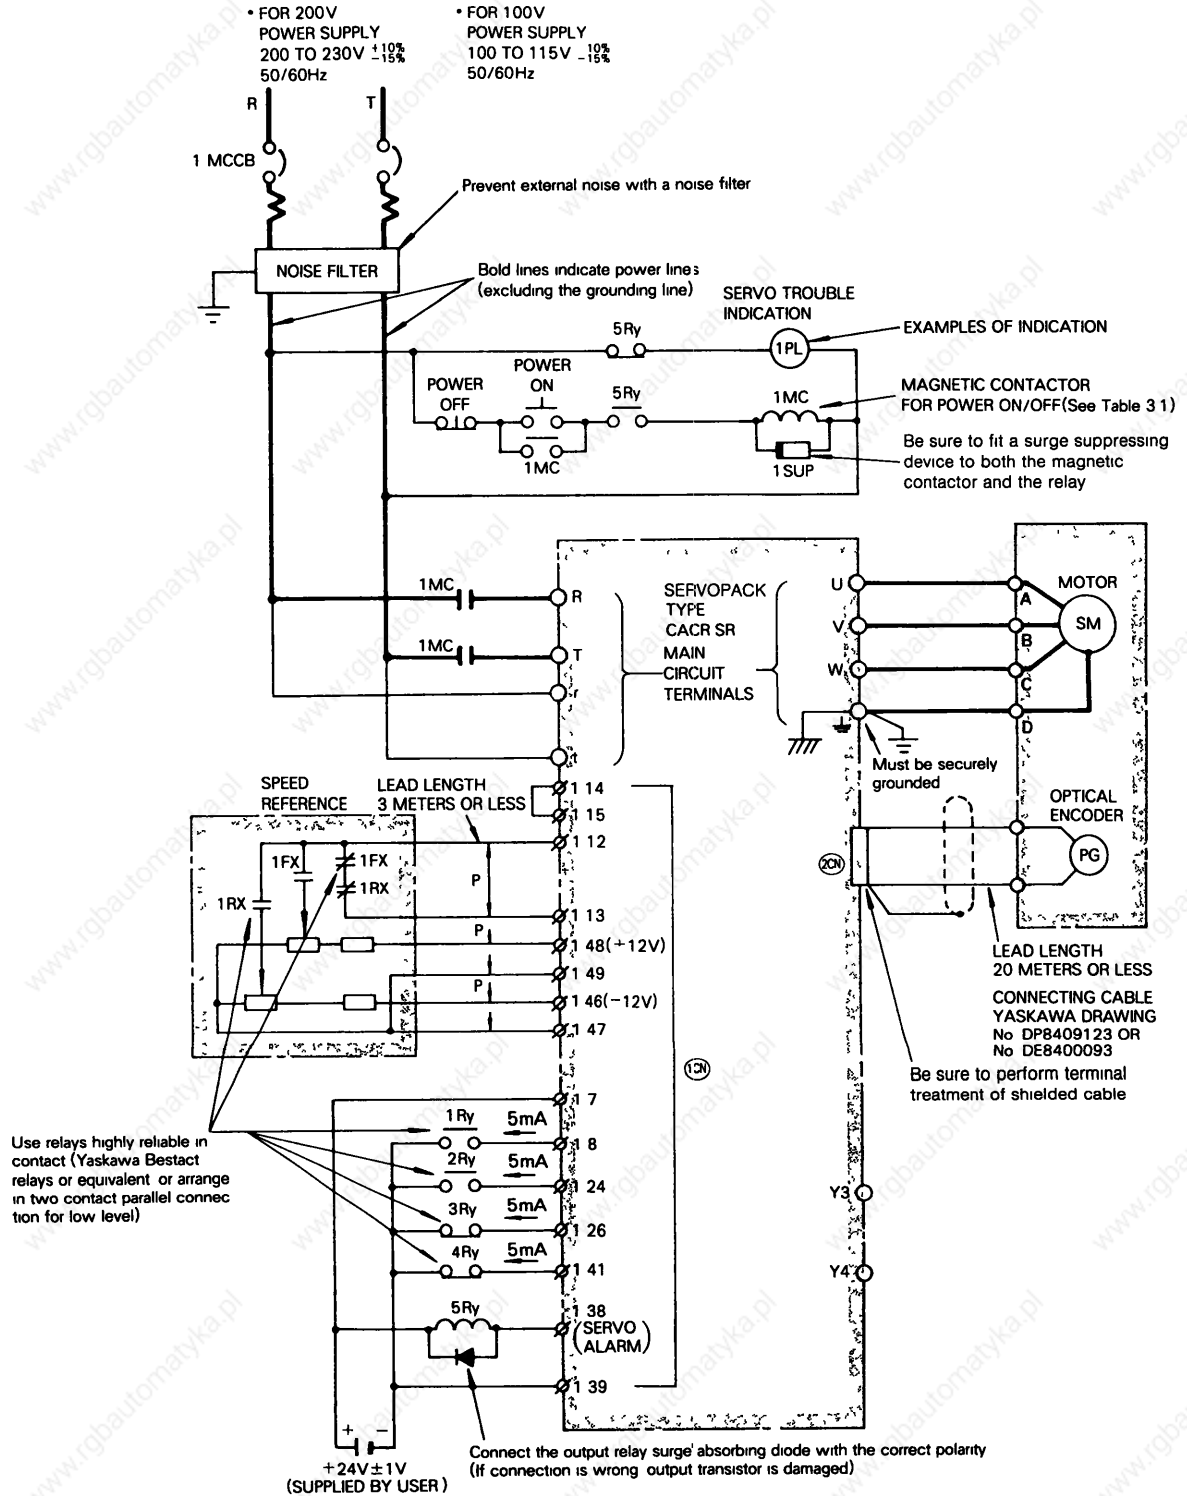 • FOR 200V
POWER SUPPLY
200 TO 230V +10% −15%
50/60Hz
• FOR 100V
POWER SUPPLY
100 TO 115V 10% −15%
50/60Hz
R
T
1 MCCB
Prevent external noise with a noise filter
NOISE FILTER
Bold lines indicate power lines
(excluding the grounding line)
SERVO TROUBLE
INDICATION
5Ry
1PL
EXAMPLES OF INDICATION
POWER
OFF
POWER
ON
1MC
5Ry
1MC
1SUP
MAGNETIC CONTACTOR
FOR POWER ON/OFF(See Table 3 1)
Be sure to fit a surge suppressing
device to both the magnetic
contactor and the relay
1MC
R
1MC
T
r
t
SERVOPACK
TYPE
CACR SR
MAIN
CIRCUIT
TERMINALS
U
V
W
A
B
C
D
MOTOR
SM
Must be securely
grounded
SPEED
REFERENCE
LEAD LENGTH
3 METERS OR LESS
1 14
1 15
1 12
1FX
1FX
1RX
1RX
P
1 13
P
1 48(+12V)
1 49
P
1 46(−12V)
1 47
2CN
OPTICAL
ENCODER
PG
LEAD LENGTH
20 METERS OR LESS
CONNECTING CABLE
YASKAWA DRAWING
No DP8409123 OR
No DE8400093
Be sure to perform terminal
treatment of shielded cable
1CN
Use relays highly reliable in
contact (Yaskawa Bestact
relays or equivalent or arrange
in two contact parallel connec
tion for low level)
1 7
1Ry
5mA
1 8
2Ry
5mA
1 24
3Ry
5mA
1 26
4Ry
5mA
1 41
Y3
Y4
5Ry
1 38
(SERVO
ALARM)
1 39
+ −
+24V±1V
(SUPPLIED BY USER)
Connect the output relay surge absorbing diode with the correct polarity
(If connection is wrong output transistor is damaged)
www.rgbautomatyka.pl